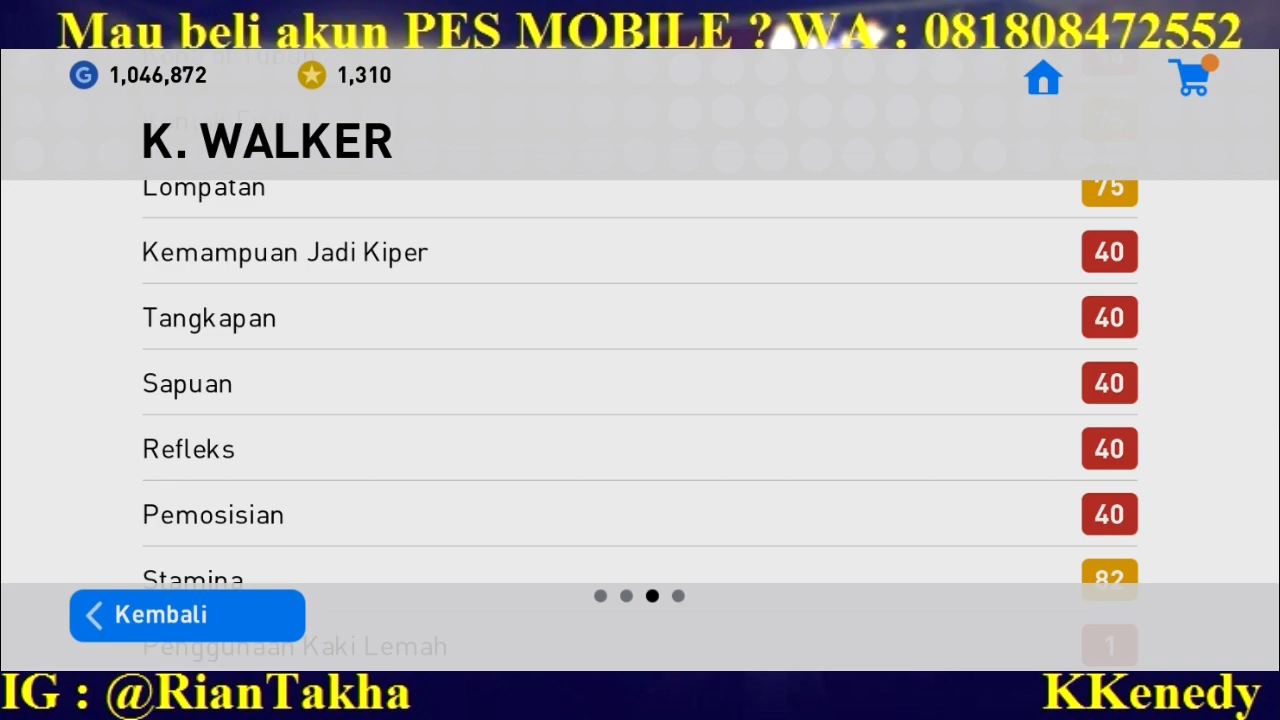 Mau beli akun PES MOBILE ? WA : 081808472552
G 1,046,872 1,310
K. WALKER
Lompatan 75
Kemampuan Jadi Kiper 40
Tangkapan 40
Sapuan 40
Refleks 40
Pemosisian 40
Stamina 82
Kembali
Penggunaan Kaki Lemah 1
IG : @RianTakha KKenedy